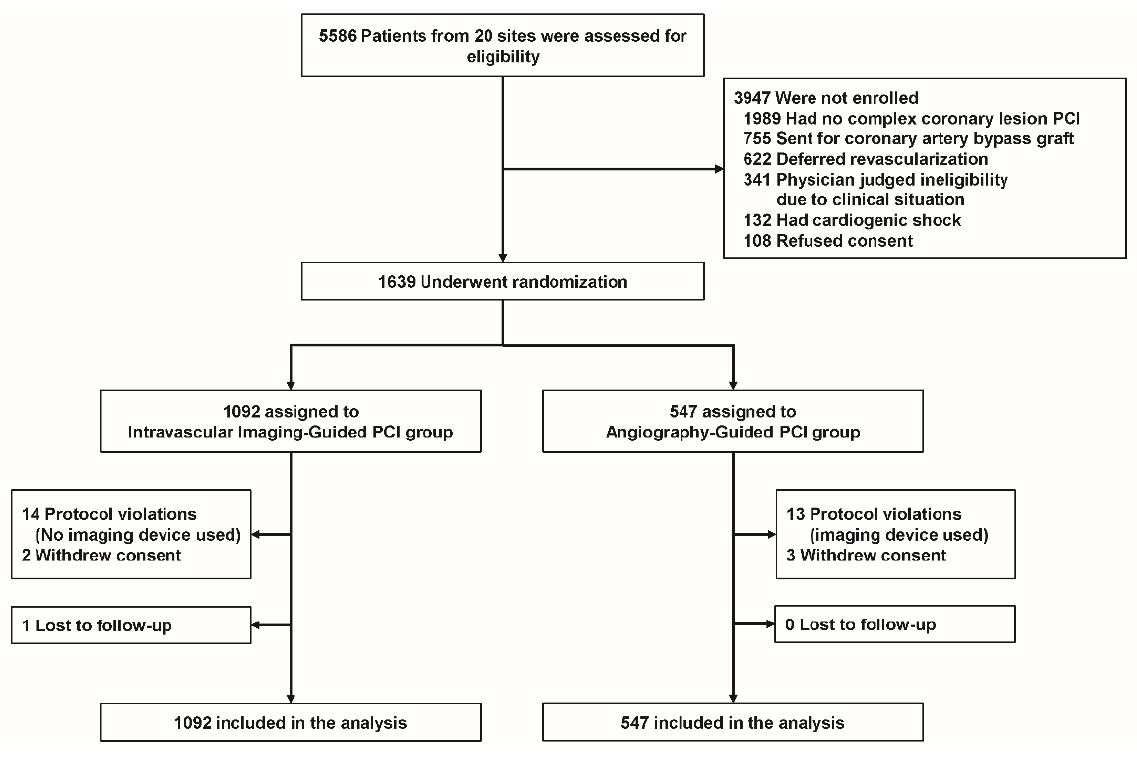 5586 Patients from 20 sites were assessed for
eligibility
3947 Were not enrolled
1989 Had no complex coronary lesion PCI
755 Sent for coronary artery bypass graft
622 Deferred revascularization
341 Physician judged ineligibility
due to clinical situation
132 Had cardiogenic shock
108 Refused consent
1639 Underwent randomization
1092 assigned to
Intravascular Imaging-Guided PCI group
547 assigned to
Angiography-Guided PCI group
14 Protocol violations
(No imaging device used)
2 Withdrew consent
13 Protocol violations
(imaging device used)
3 Withdrew consent
1 Lost to follow-up
0 Lost to follow-up
1092 included in the analysis
547 included in the analysis